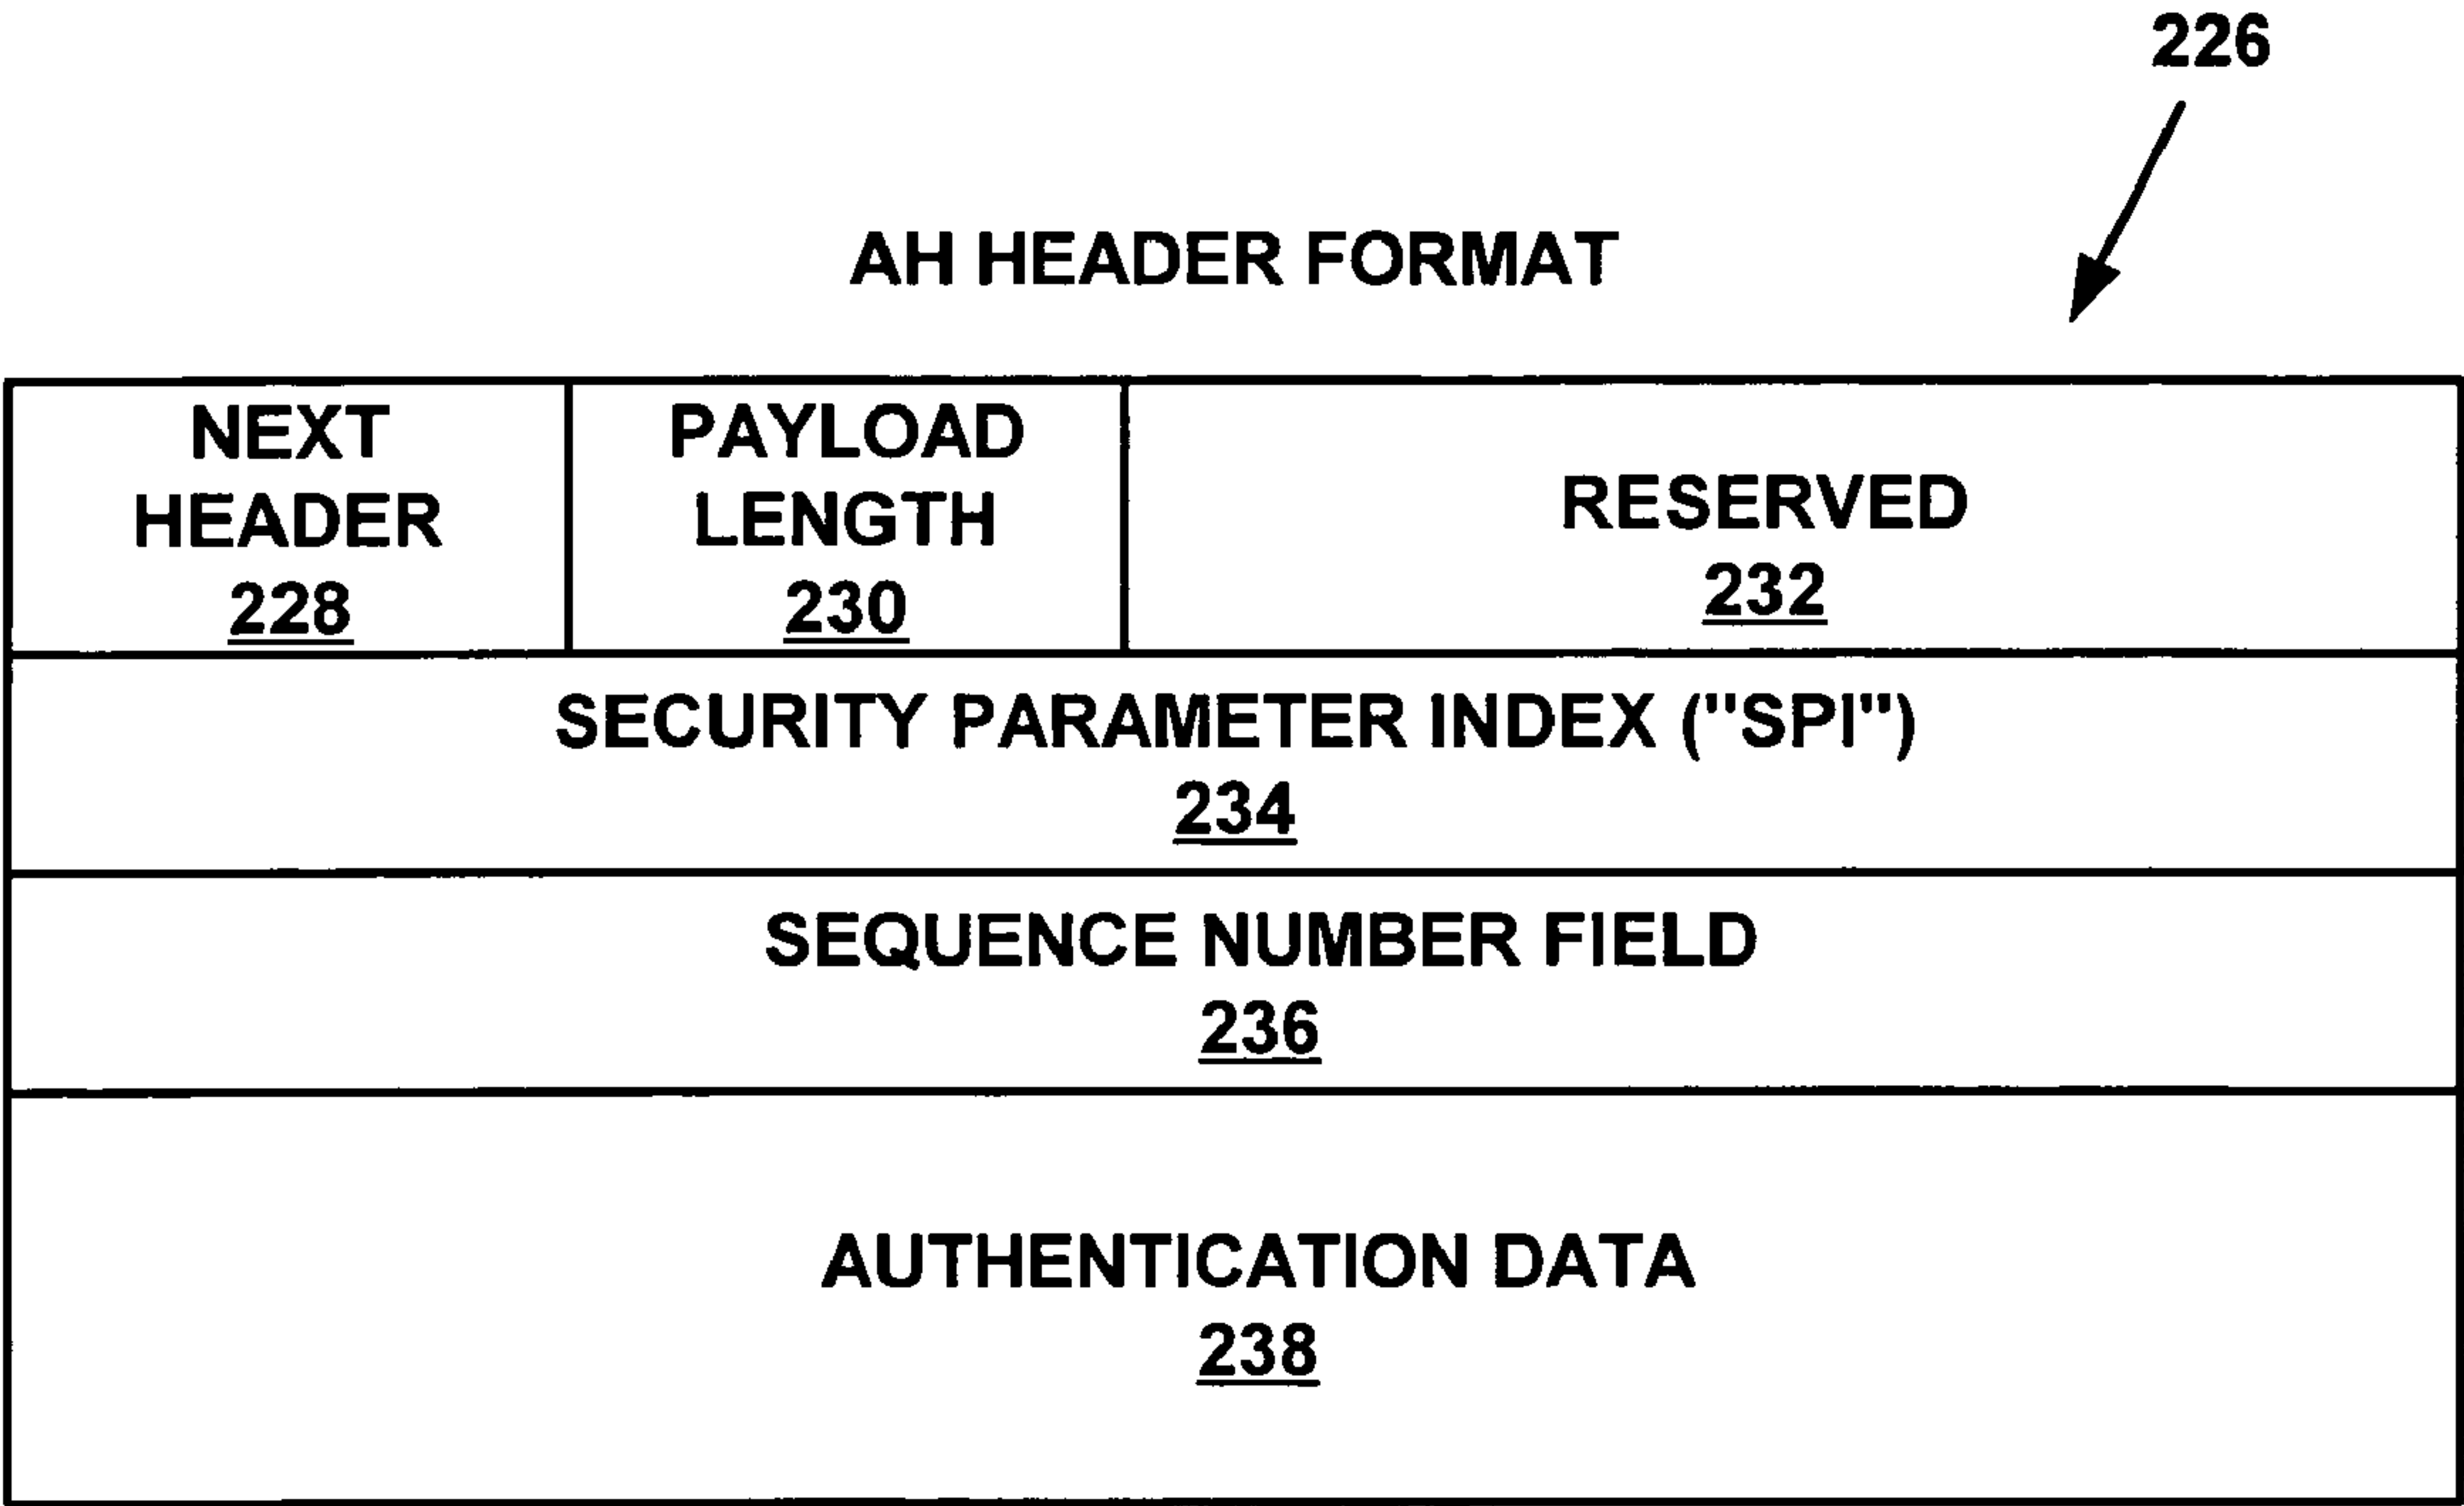 226
AH HEADER FORMAT
NEXT
HEADER
228
PAYLOAD
LENGTH
230
RESERVED
232
SECURITY PARAMETER INDEX ("SPI")
234
SEQUENCE NUMBER FIELD
236
AUTHENTICATION DATA
238